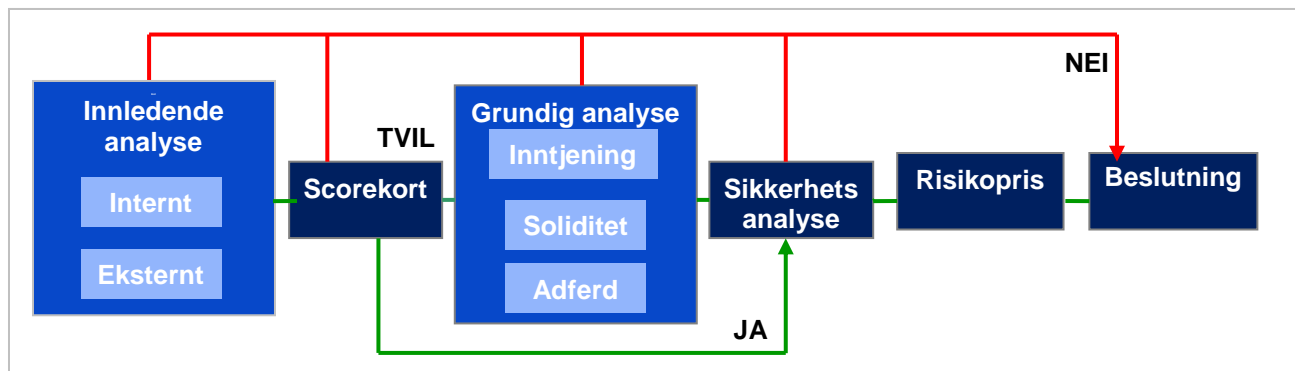 NEI
Innledende
analyse
Internt
Eksternt
TVIL
Scorekort
Grundig analyse
Inntjening
Soliditet
Adferd
JA
Sikkerhets
analyse
Risikopris
Beslutning